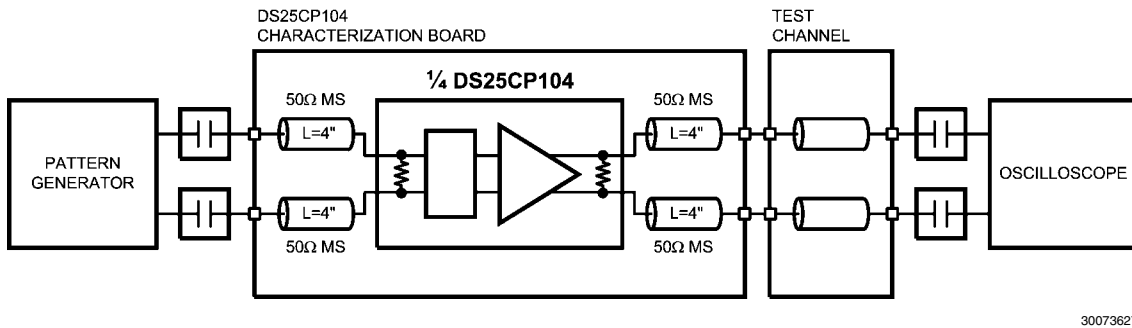 DS25CP104
CHARACTERIZATION BOARD
TEST
CHANNEL
¼ DS25CP104
50Ω MS
50Ω MS
L=4"
L=4"
PATTERN
GENERATOR
OSCILLOSCOPE
L=4"
L=4"
50Ω MS
50Ω MS